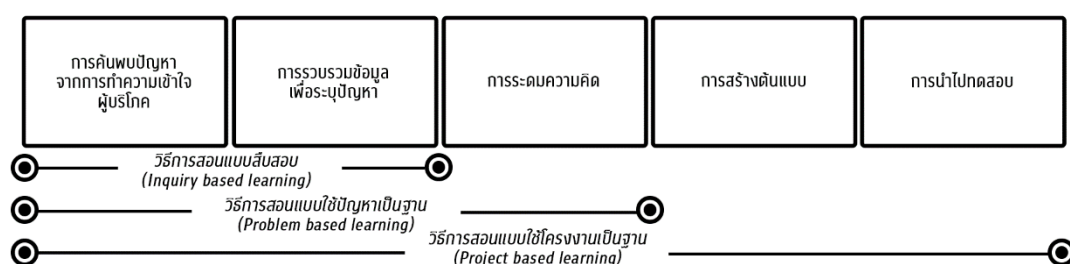 การค้นพบปัญหา
จากการทำความเข้าใจ
ผู้บริโภค
การรวบรวมข้อมูล
เพื่อระบุปัญหา
การระดมความคิด
การสร้างต้นแบบ
การนำไปทดสอบ
วิธีการสอนแบบสืบสอบ
(Inquiry based learning)
วิธีการสอนแบบใช้ปัญหาเป็นฐาน
(Problem based learning)
วิธีการสอนแบบใช้โครงงานเป็นฐาน
(Project based learning)